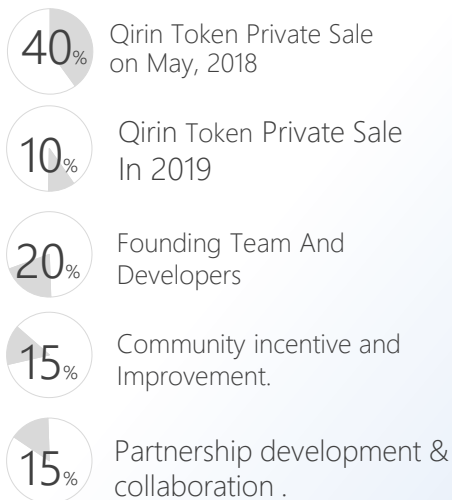 40%
Qirin Token Private Sale
on May, 2018
10%
Qirin Token Private Sale
In 2019
20%
Founding Team And
Developers
15%
Community incentive and
Improvement.
15%
Partnership development &
collaboration .